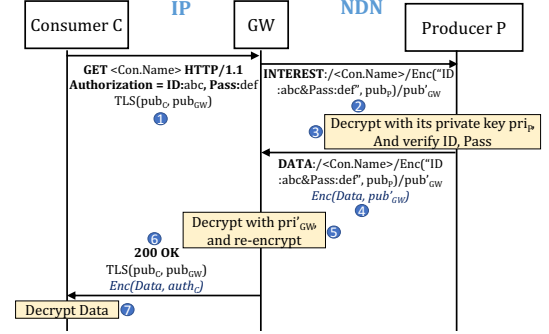 IP
NDN
Consumer C
GW
Producer P
GET <Con.Name> HTTP/1.1
Authorization = ID:abc, Pass:def
TLS(pubC, pubGW)
1
INTEREST:/<Con.Name>/Enc("ID
:abc&Pass:def", pubP)/pub'GW
2
3
Decrypt with its private key priP,
And verify ID, Pass
DATA:/<Con.Name>/Enc("ID
:abc&Pass:def", pubP)/pub'GW
Enc(Data, pub'GW)
4
Decrypt with pri'GW,
and re-encrypt
5
6
200 OK
TLS(pubC, pubGW)
Enc(Data, authC)
Decrypt Data
7